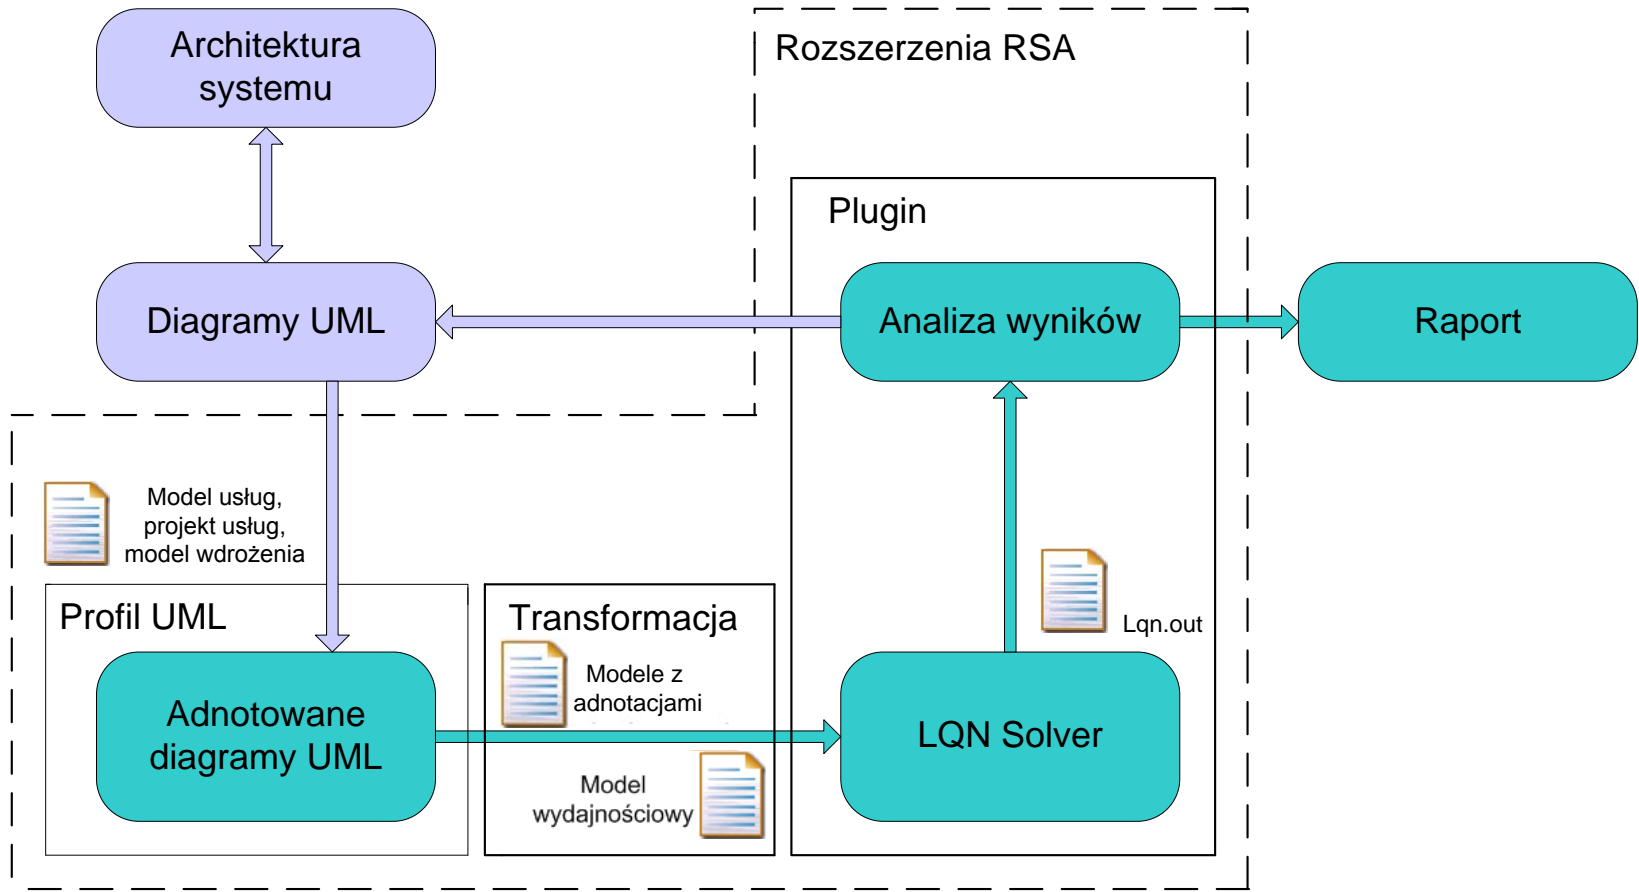 Architektura
systemu
Rozszerzenia RSA
Plugin
Diagramy UML
Analiza wyników
Raport
Model usług,
projekt usług,
model wdrożenia
Lqn.out
Profil UML
Transformacja
Modele z
adnotacjami
Adnotowane
diagramy UML
LQN Solver
Model
wydajnościowy